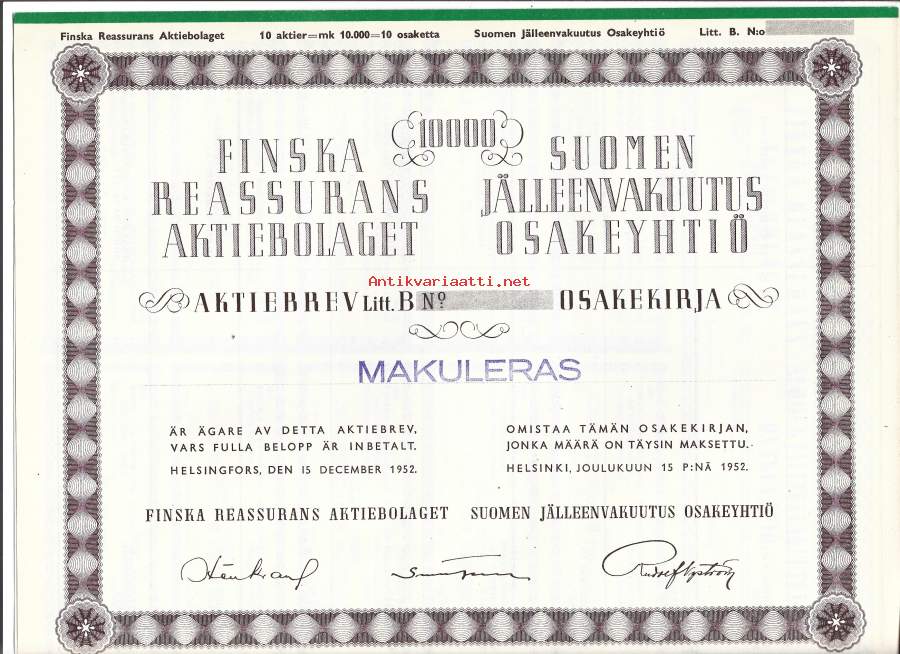 Finska Reassurans Aktiebolaget 10 aktier=mk 10.000=10 osaketta Suomen Jälleenvakuutus Osakeyhtiö Litt. B. N:o
10000
FINSKA
REASSURANS
AKTIEBOLAGET
SUOMEN
JÄLLEENVAKUUTUS
OSAKEYHTIÖ
Antikvariaatti.net
AKTIEBREV Litt. B No OSAKEKIRJA
MAKULERAS
ÄR ÄGARE AV DETTA AKTIEBREV,
VARS FULLA BELOPP ÄR INBETALT.
HELSINGFORS, DEN 15 DECEMBER 1952.
OMISTAA TÄMÄN OSAKEKIRJAN,
JONKA MÄÄRÄ ON TÄYSIN MAKSETTU.
HELSINKI, JOULUKUUN 15 P:NÄ 1952.
FINSKA REASSURANS AKTIEBOLAGET SUOMEN JÄLLEENVAKUUTUS OSAKEYHTIÖ
Rudolf Nyström